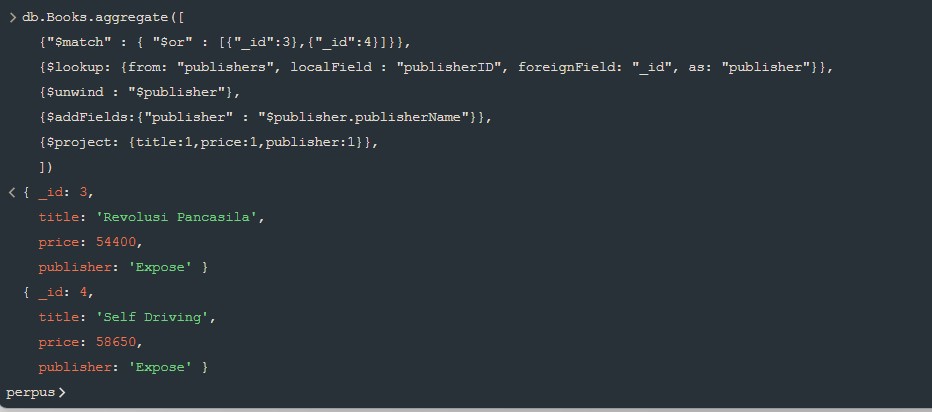 > db.Books.aggregate([
{"$match" : { "$or" : [{"_id":3},{"_id":4}]}},
{$lookup: {from: "publishers", localField : "publisherID", foreignField: "_id", as: "publisher"}},
{$unwind : "$publisher"},
{$addFields:{"publisher" : "$publisher.publisherName"}},
{$project: {title:1,price:1,publisher:1}},
])
< { _id: 3,
title: 'Revolusi Pancasila',
price: 54400,
publisher: 'Expose' }
{ _id: 4,
title: 'Self Driving',
price: 58650,
publisher: 'Expose' }
perpus>